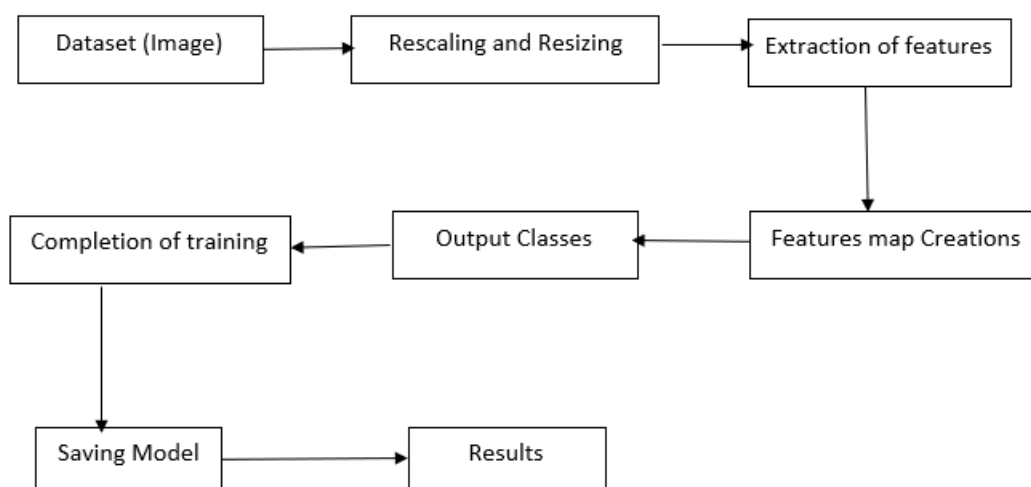 Dataset (Image)
Rescaling and Resizing
Extraction of features
Features map Creations
Output Classes
Completion of training
Saving Model
Results